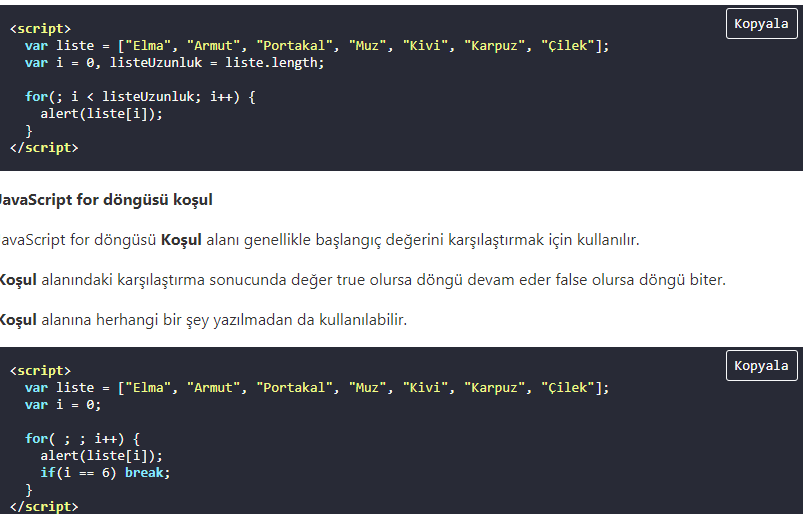 Kopyala
<script>
var liste = ["Elma", "Armut", "Portakal", "Muz", "Kivi", "Karpuz", "Çilek"];
var i = 0, listeUzunluk = liste.length;
for(; i < listeUzunluk; i++) {
alert(liste[i]);
}
</script>
JavaScript for döngüsü koşul
JavaScript for döngüsü Koşul alanı genellikle başlangıç değerini karşılaştırmak için kullanılır.
Koşul alanındaki karşılaştırma sonucunda değer true olursa döngü devam eder false olursa döngü biter.
Koşul alanına herhangi bir şey yazılmadan da kullanılabilir.
Kopyala
<script>
var liste = ["Elma", "Armut", "Portakal", "Muz", "Kivi", "Karpuz", "Çilek"];
var i = 0;
for( ; ; i++) {
alert(liste[i]);
if(i == 6) break;
}
</script>